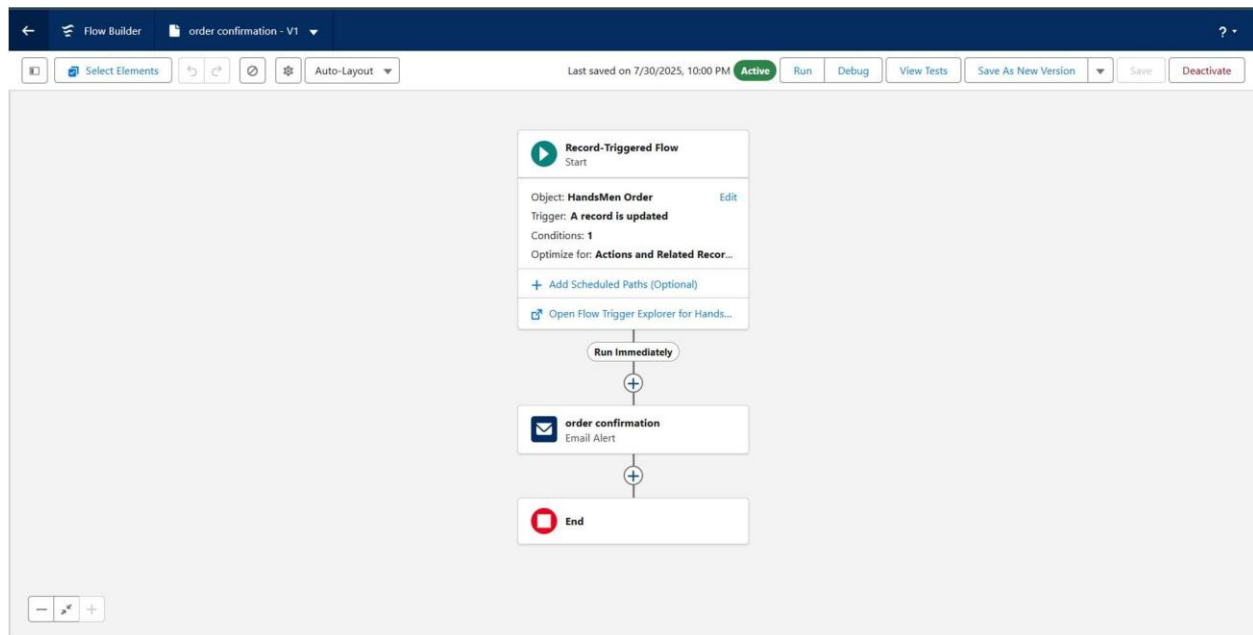 Flow Builder order confirmation - V1 ?
Select Elements Auto-Layout Last saved on 7/30/2025, 10:00 PM Active Run Debug View Tests Save As New Version Save Deactivate
Record-Triggered Flow
Start
Object: HandsMen Order Edit
Trigger: A record is updated
Conditions: 1
Optimize for: Actions and Related Recor...
+ Add Scheduled Paths (Optional)
Open Flow Trigger Explorer for Hands...
Run Immediately
order confirmation
Email Alert
End